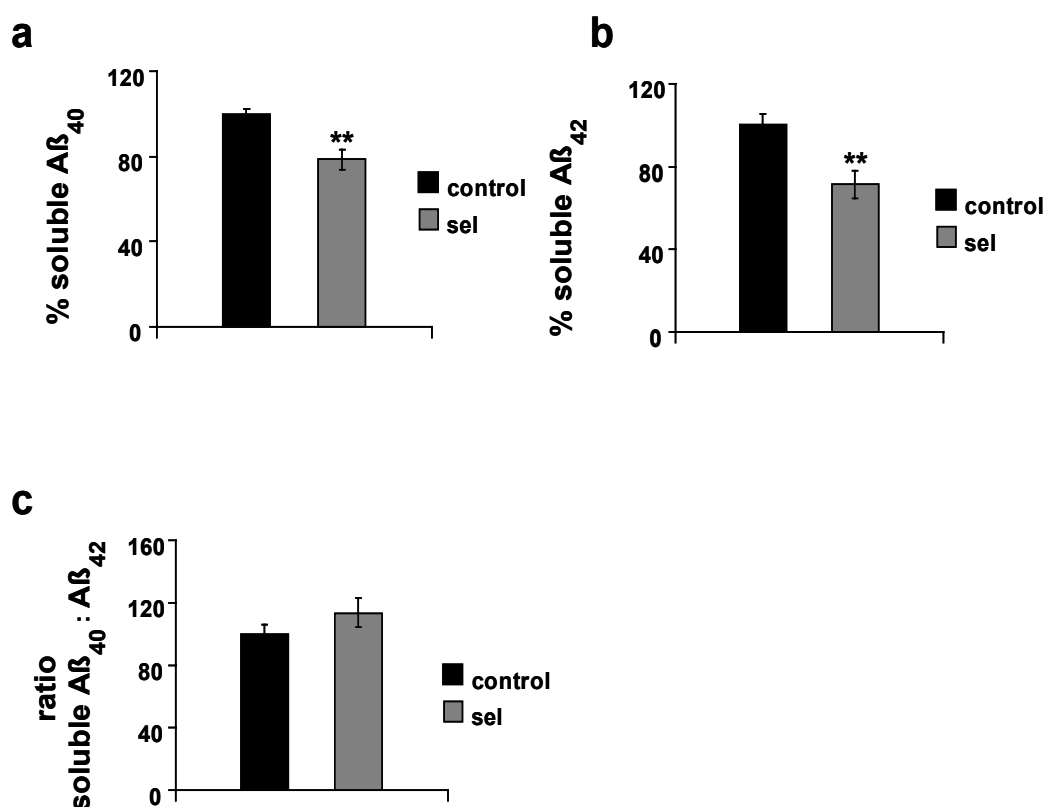 a
120
80
40
0
% soluble Aß40
**
control
sel
b
120
80
40
0
% soluble Aß42
**
control
sel
c
160
120
80
40
0
ratio
soluble Aß40 : Aß42
control
sel